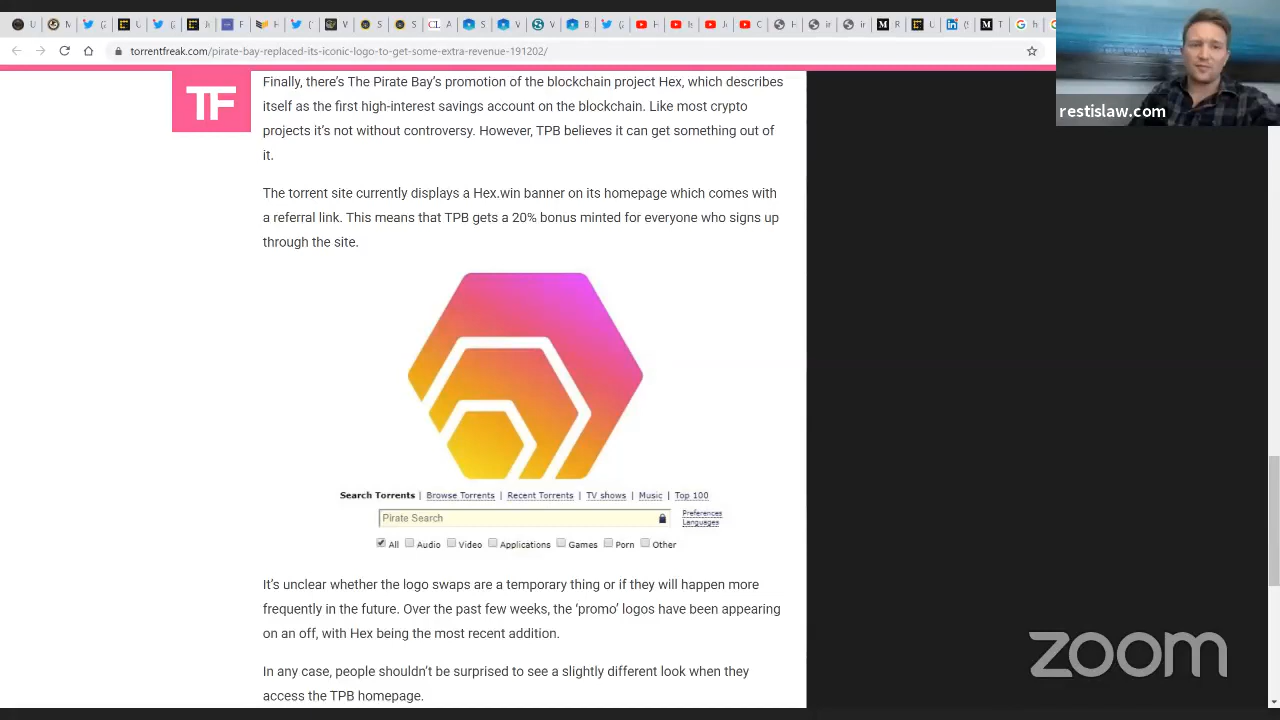 torrentfreak.com/pirate-bay-replaced-its-iconic-logo-to-get-some-extra-revenue-191202/
restislaw.com
TF
Finally, there's The Pirate Bay's promotion of the blockchain project Hex, which describes
itself as the first high-interest savings account on the blockchain. Like most crypto
projects it's not without controversy. However, TPB believes it can get something out of
it.
The torrent site currently displays a Hex.win banner on its homepage which comes with
a referral link. This means that TPB gets a 20% bonus minted for everyone who signs up
through the site.
Search Torrents | Browse Torrents | Recent Torrents | TV shows | Music | Top 100
Pirate Search
Preferences
Languages
All Audio Video Applications Games Porn Other
It's unclear whether the logo swaps are a temporary thing or if they will happen more
frequently in the future. Over the past few weeks, the 'promo' logos have been appearing
on an off, with Hex being the most recent addition.
In any case, people shouldn't be surprised to see a slightly different look when they
access the TPB homepage.
zoom